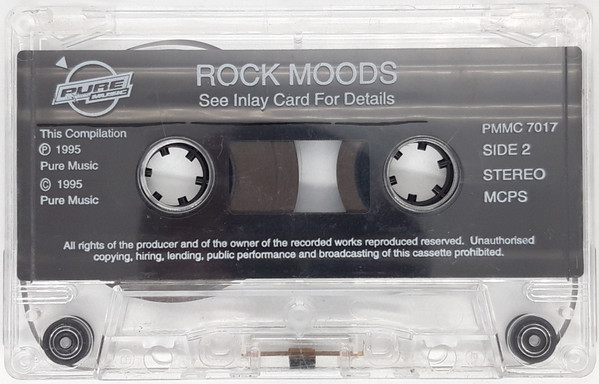 PURE
MUSIC
ROCK MOODS
See Inlay Card For Details
This Compilation
℗ 1995
Pure Music
© 1995
Pure Music
PMMC 7017
SIDE 2
STEREO
MCPS
All rights of the producer and of the owner of the recorded works reproduced reserved. Unauthorised
copying, hiring, lending, public performance and broadcasting of this cassette prohibited.